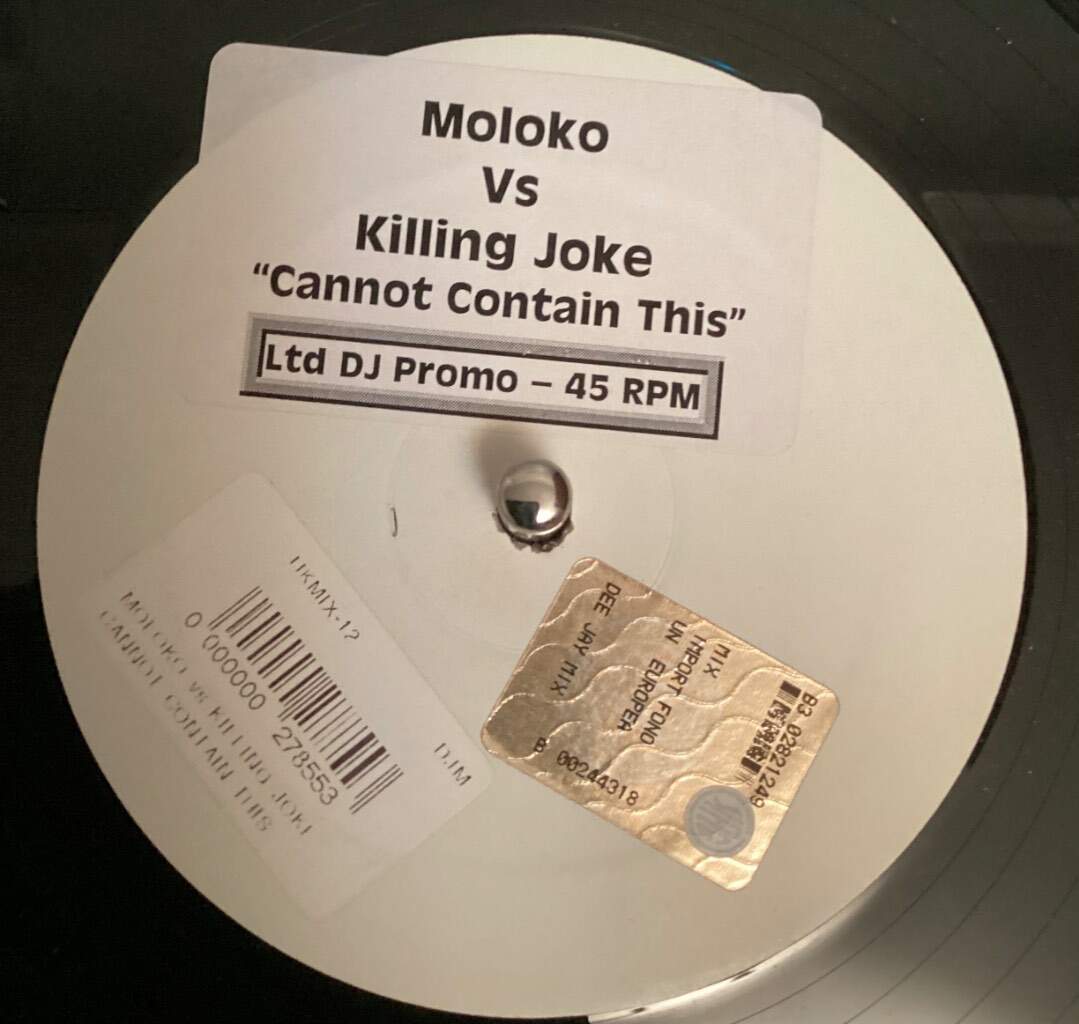 Moloko
Vs
Killing Joke
“Cannot Contain This”
Ltd DJ Promo – 45 RPM
UKMIX-12
0 000000 278553
DJM
MOLOKO vs KILLING JOKE
CANNOT CONTAIN THIS
DEE JAY MIX
UN EUROPEA
IMPORT FONO
MIX
B 00244318
B3 02821249